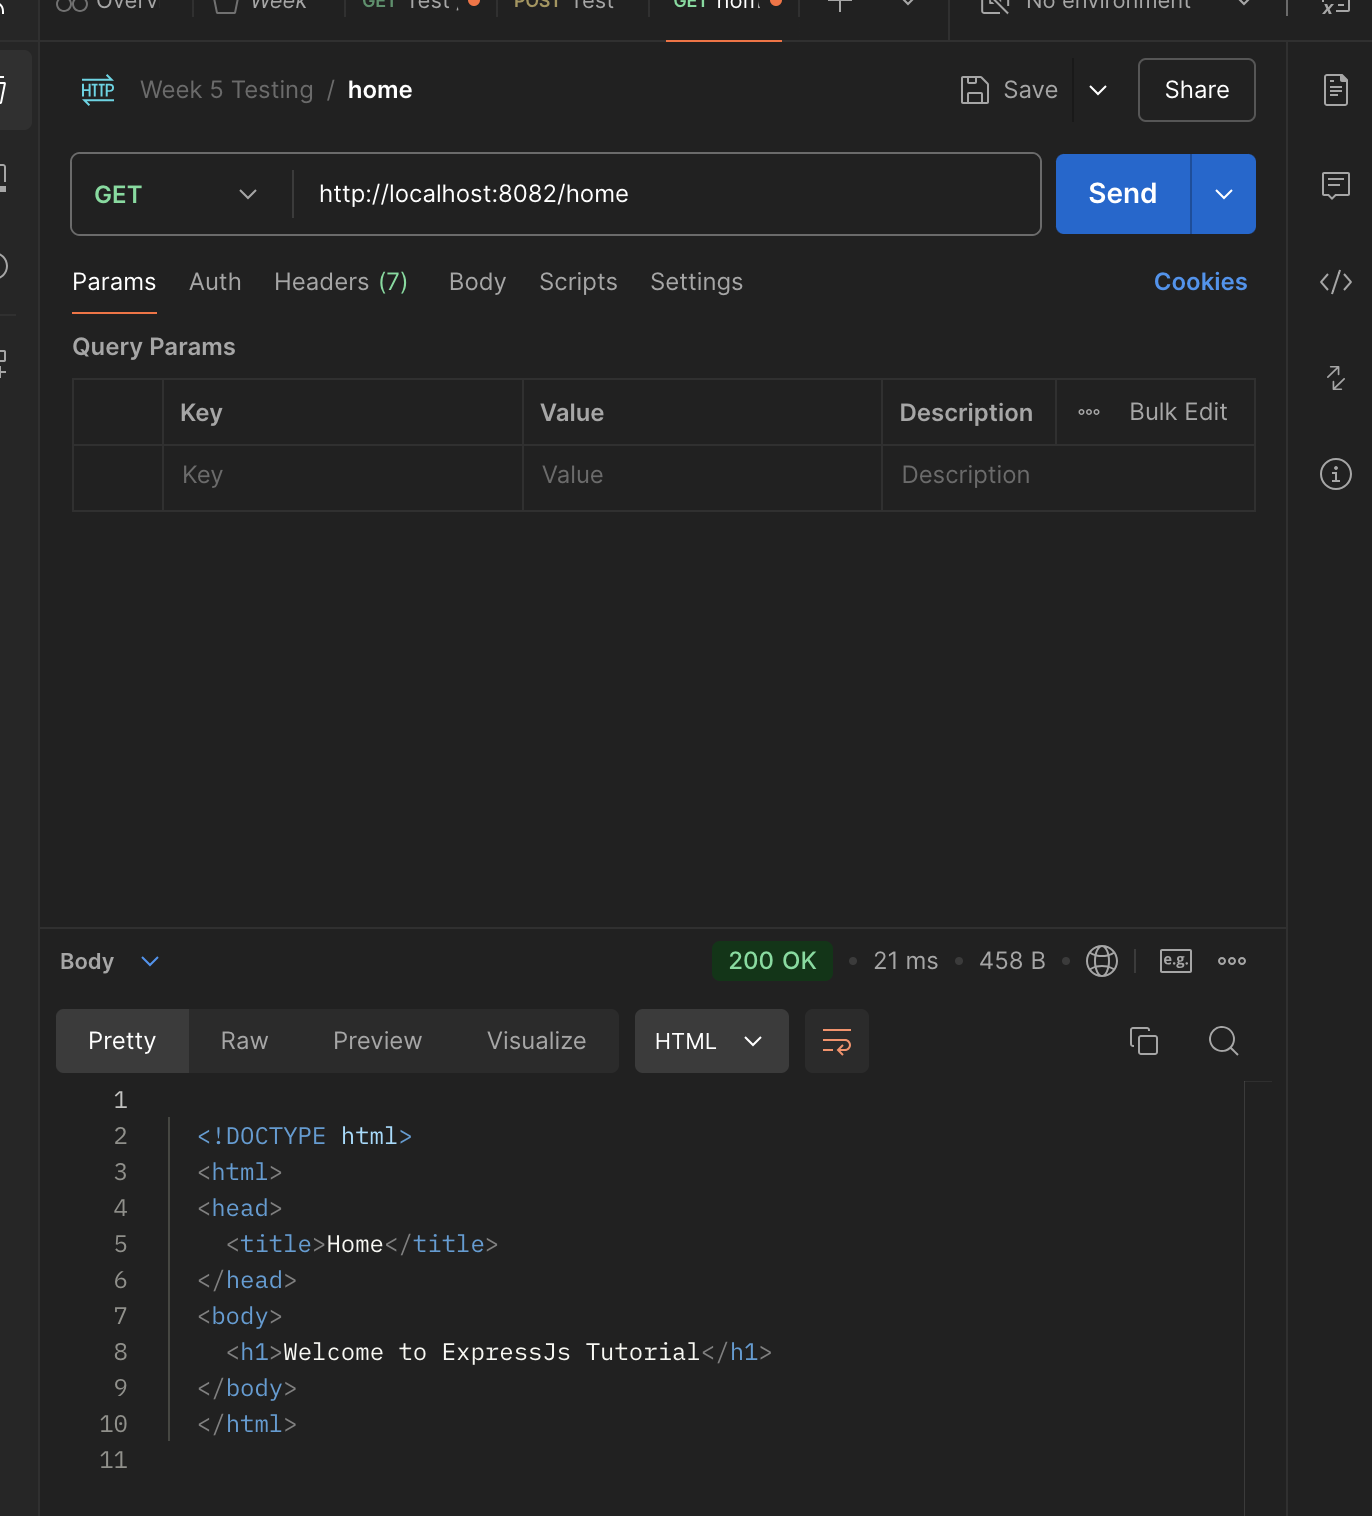 Week
GET
POST Test
GET
No environment
HTTP Week 5 Testing / home
Save
Share
GET
http://localhost:8082/home
Send
Params Auth Headers (7) Body Scripts Settings
Cookies
Query Params
Key Value Description ooo Bulk Edit
Key Value Description
Body
200 OK • 21 ms • 458 B •
e.g.
ooo
Pretty Raw Preview Visualize
HTML
1
2 <!DOCTYPE html>
3 <html>
4 <head>
5 <title>Home</title>
6 </head>
7 <body>
8 <h1>Welcome to ExpressJs Tutorial</h1>
9 </body>
10 </html>
11